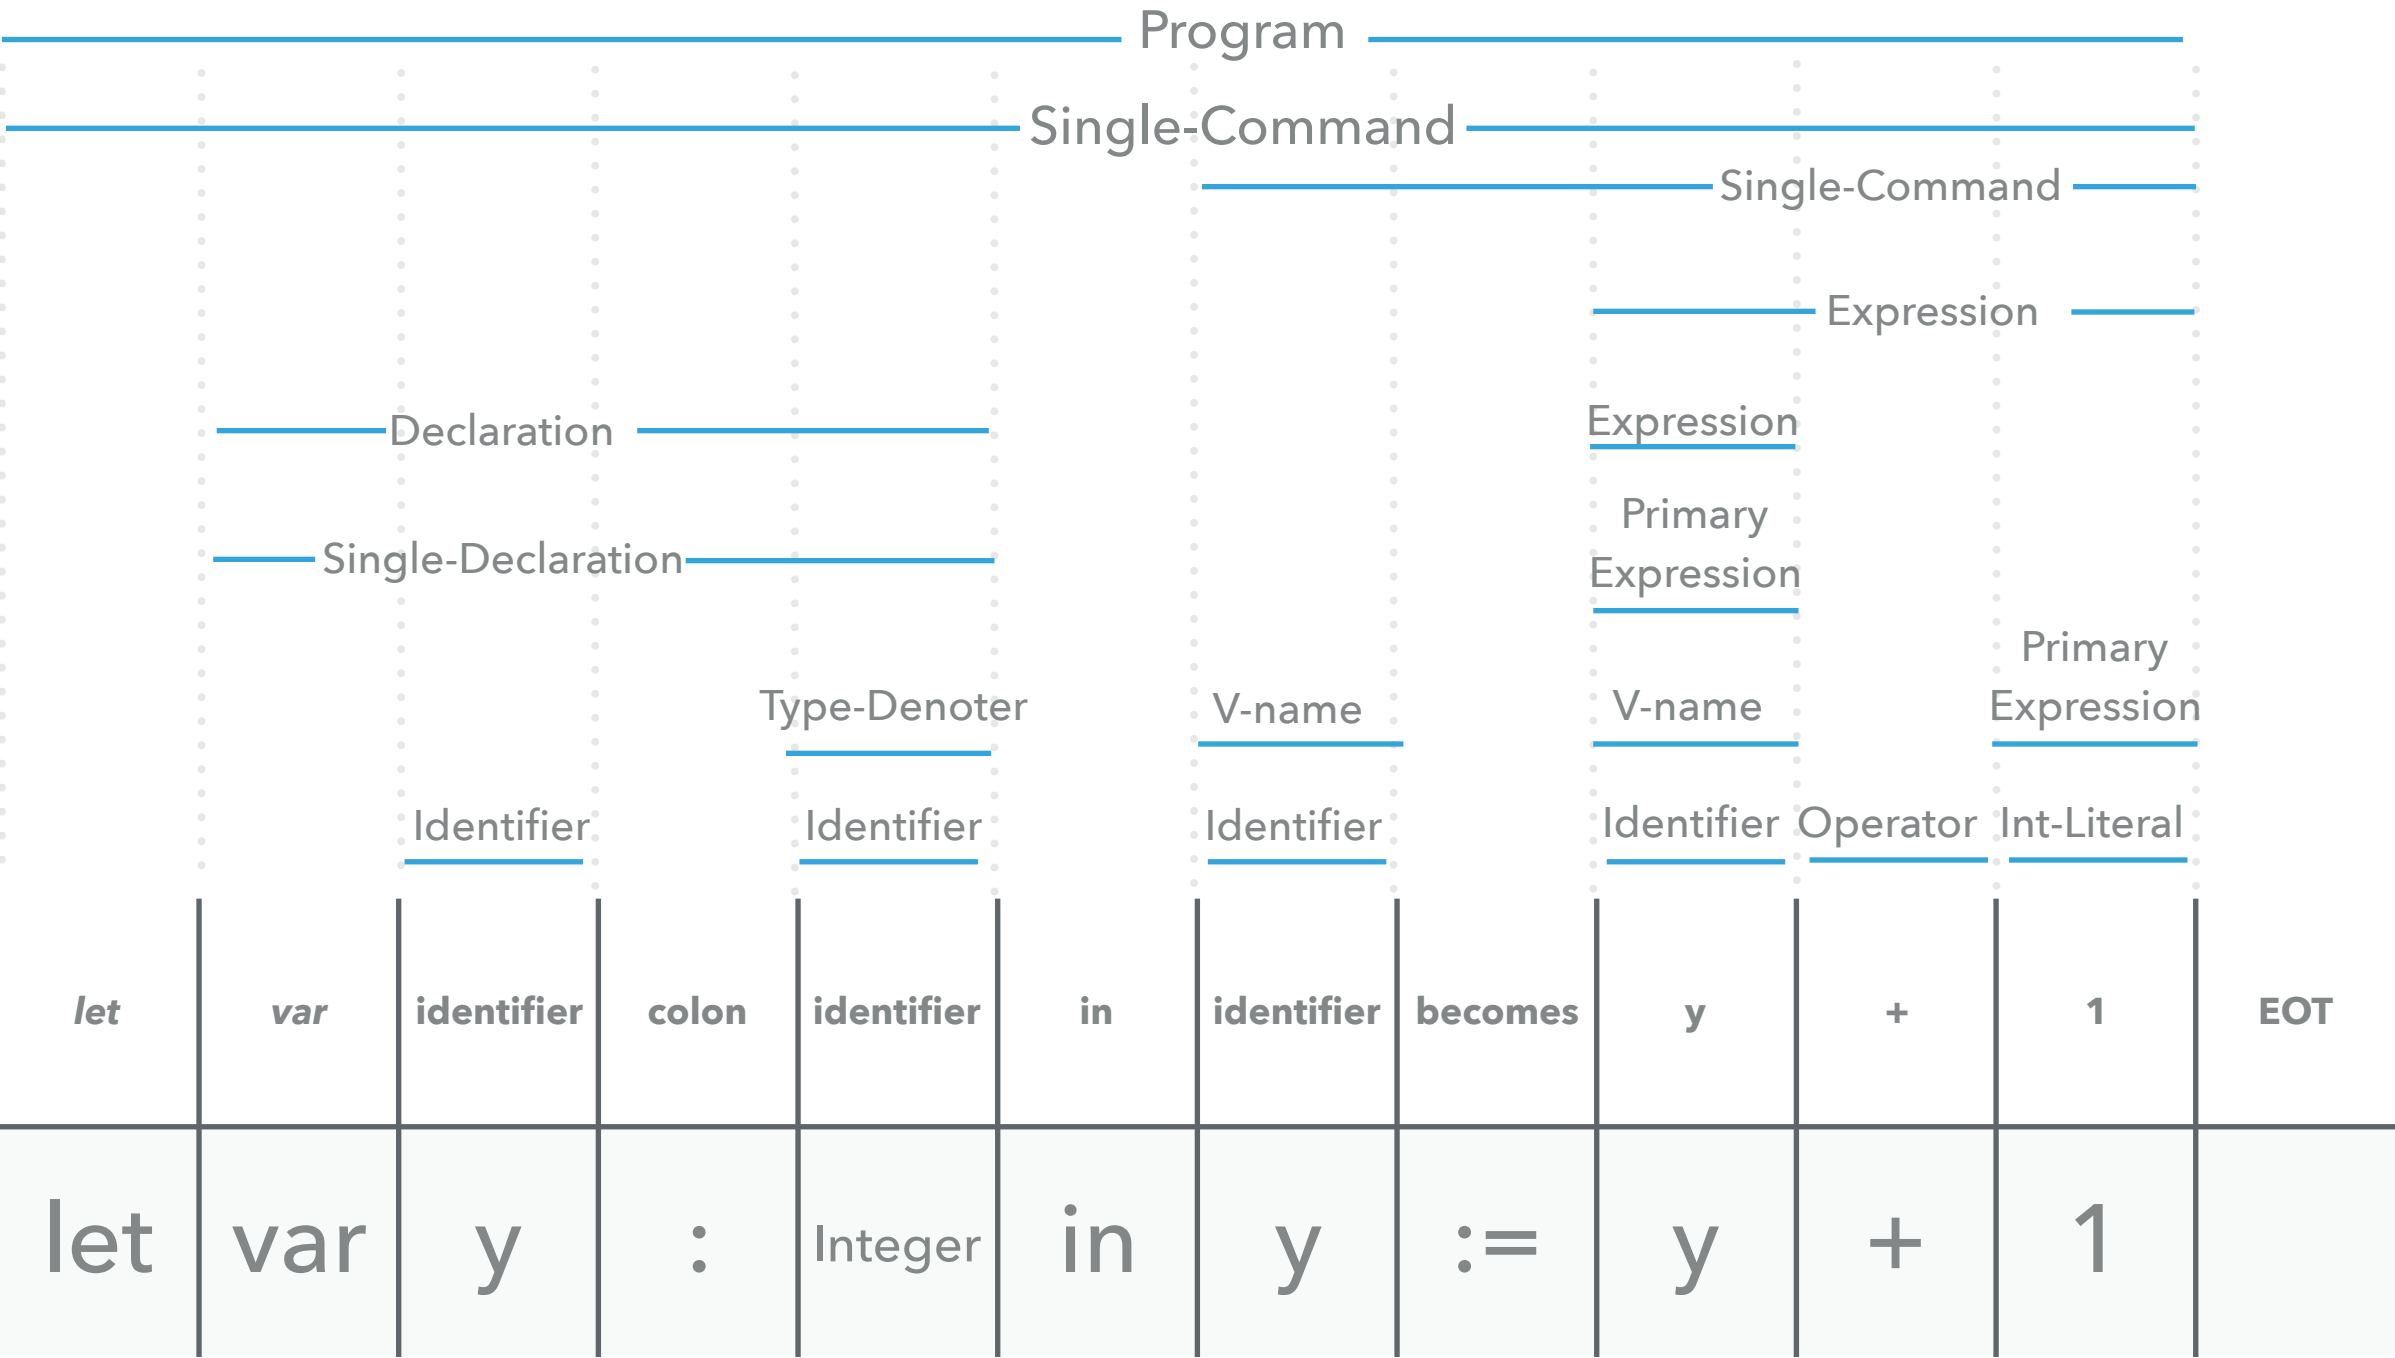 Program
Single-Command
Single-Command
Expression
Declaration
Expression
Single-Declaration
Primary
Expression
Type-Denoter
V-name
V-name
Primary
Expression
Identifier
Identifier
Identifier
Identifier
Operator
Int-Literal
let var identifier colon identifier in identifier becomes y + 1 EOT
let var y : Integer in y := y + 1